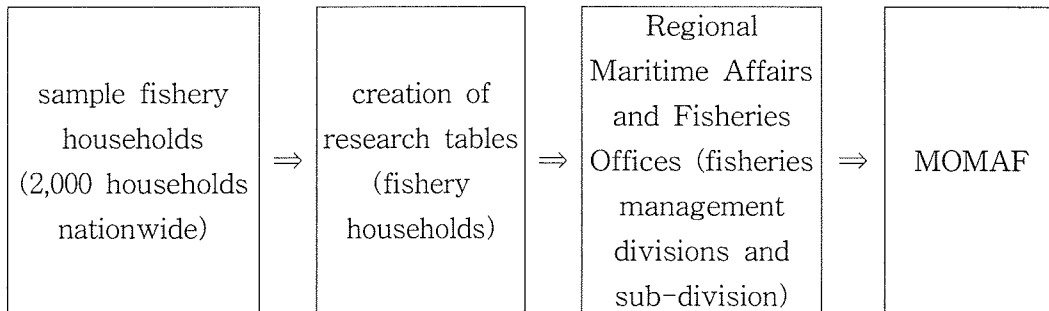 sample fishery
households
(2,000 households
nationwide)
⇒
creation of
research tables
(fishery
households)
⇒
Regional
Maritime Affairs
and Fisheries
Offices (fisheries
management
divisions and
sub-division)
⇒
MOMAF